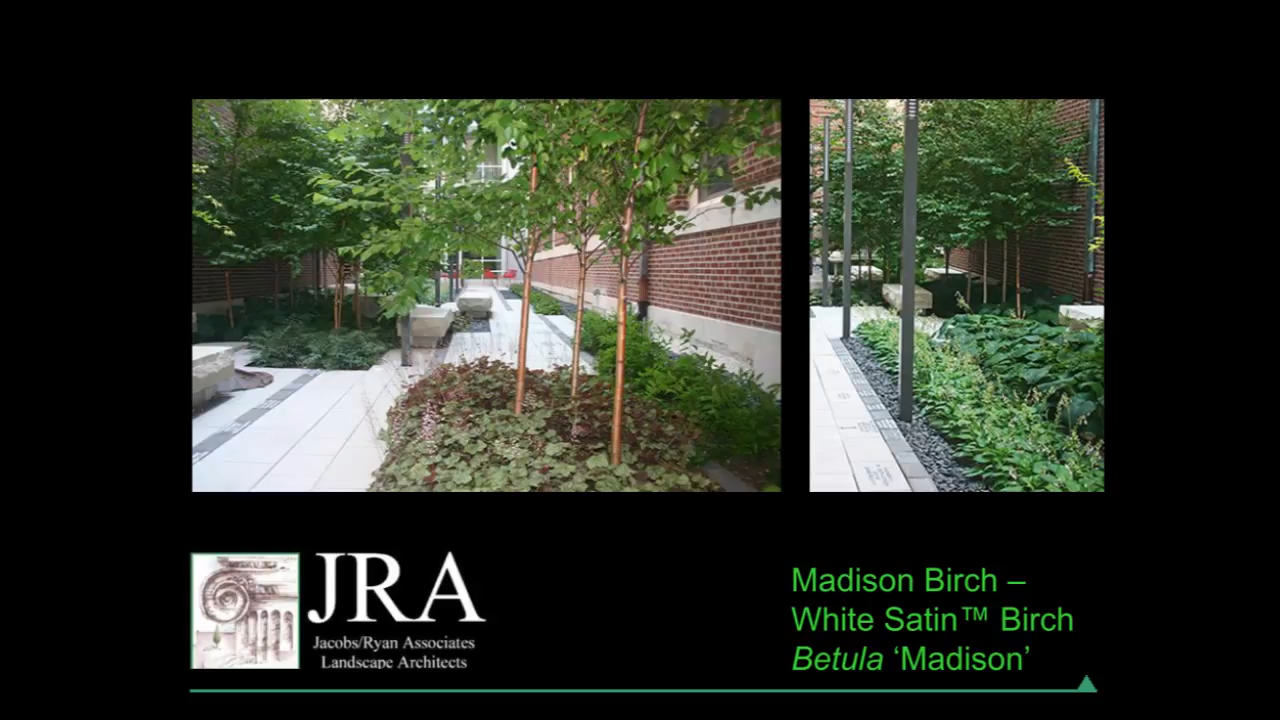 JRA
Jacobs/Ryan Associates
Landscape Architects
Madison Birch –
White Satin™ Birch
Betula ‘Madison’